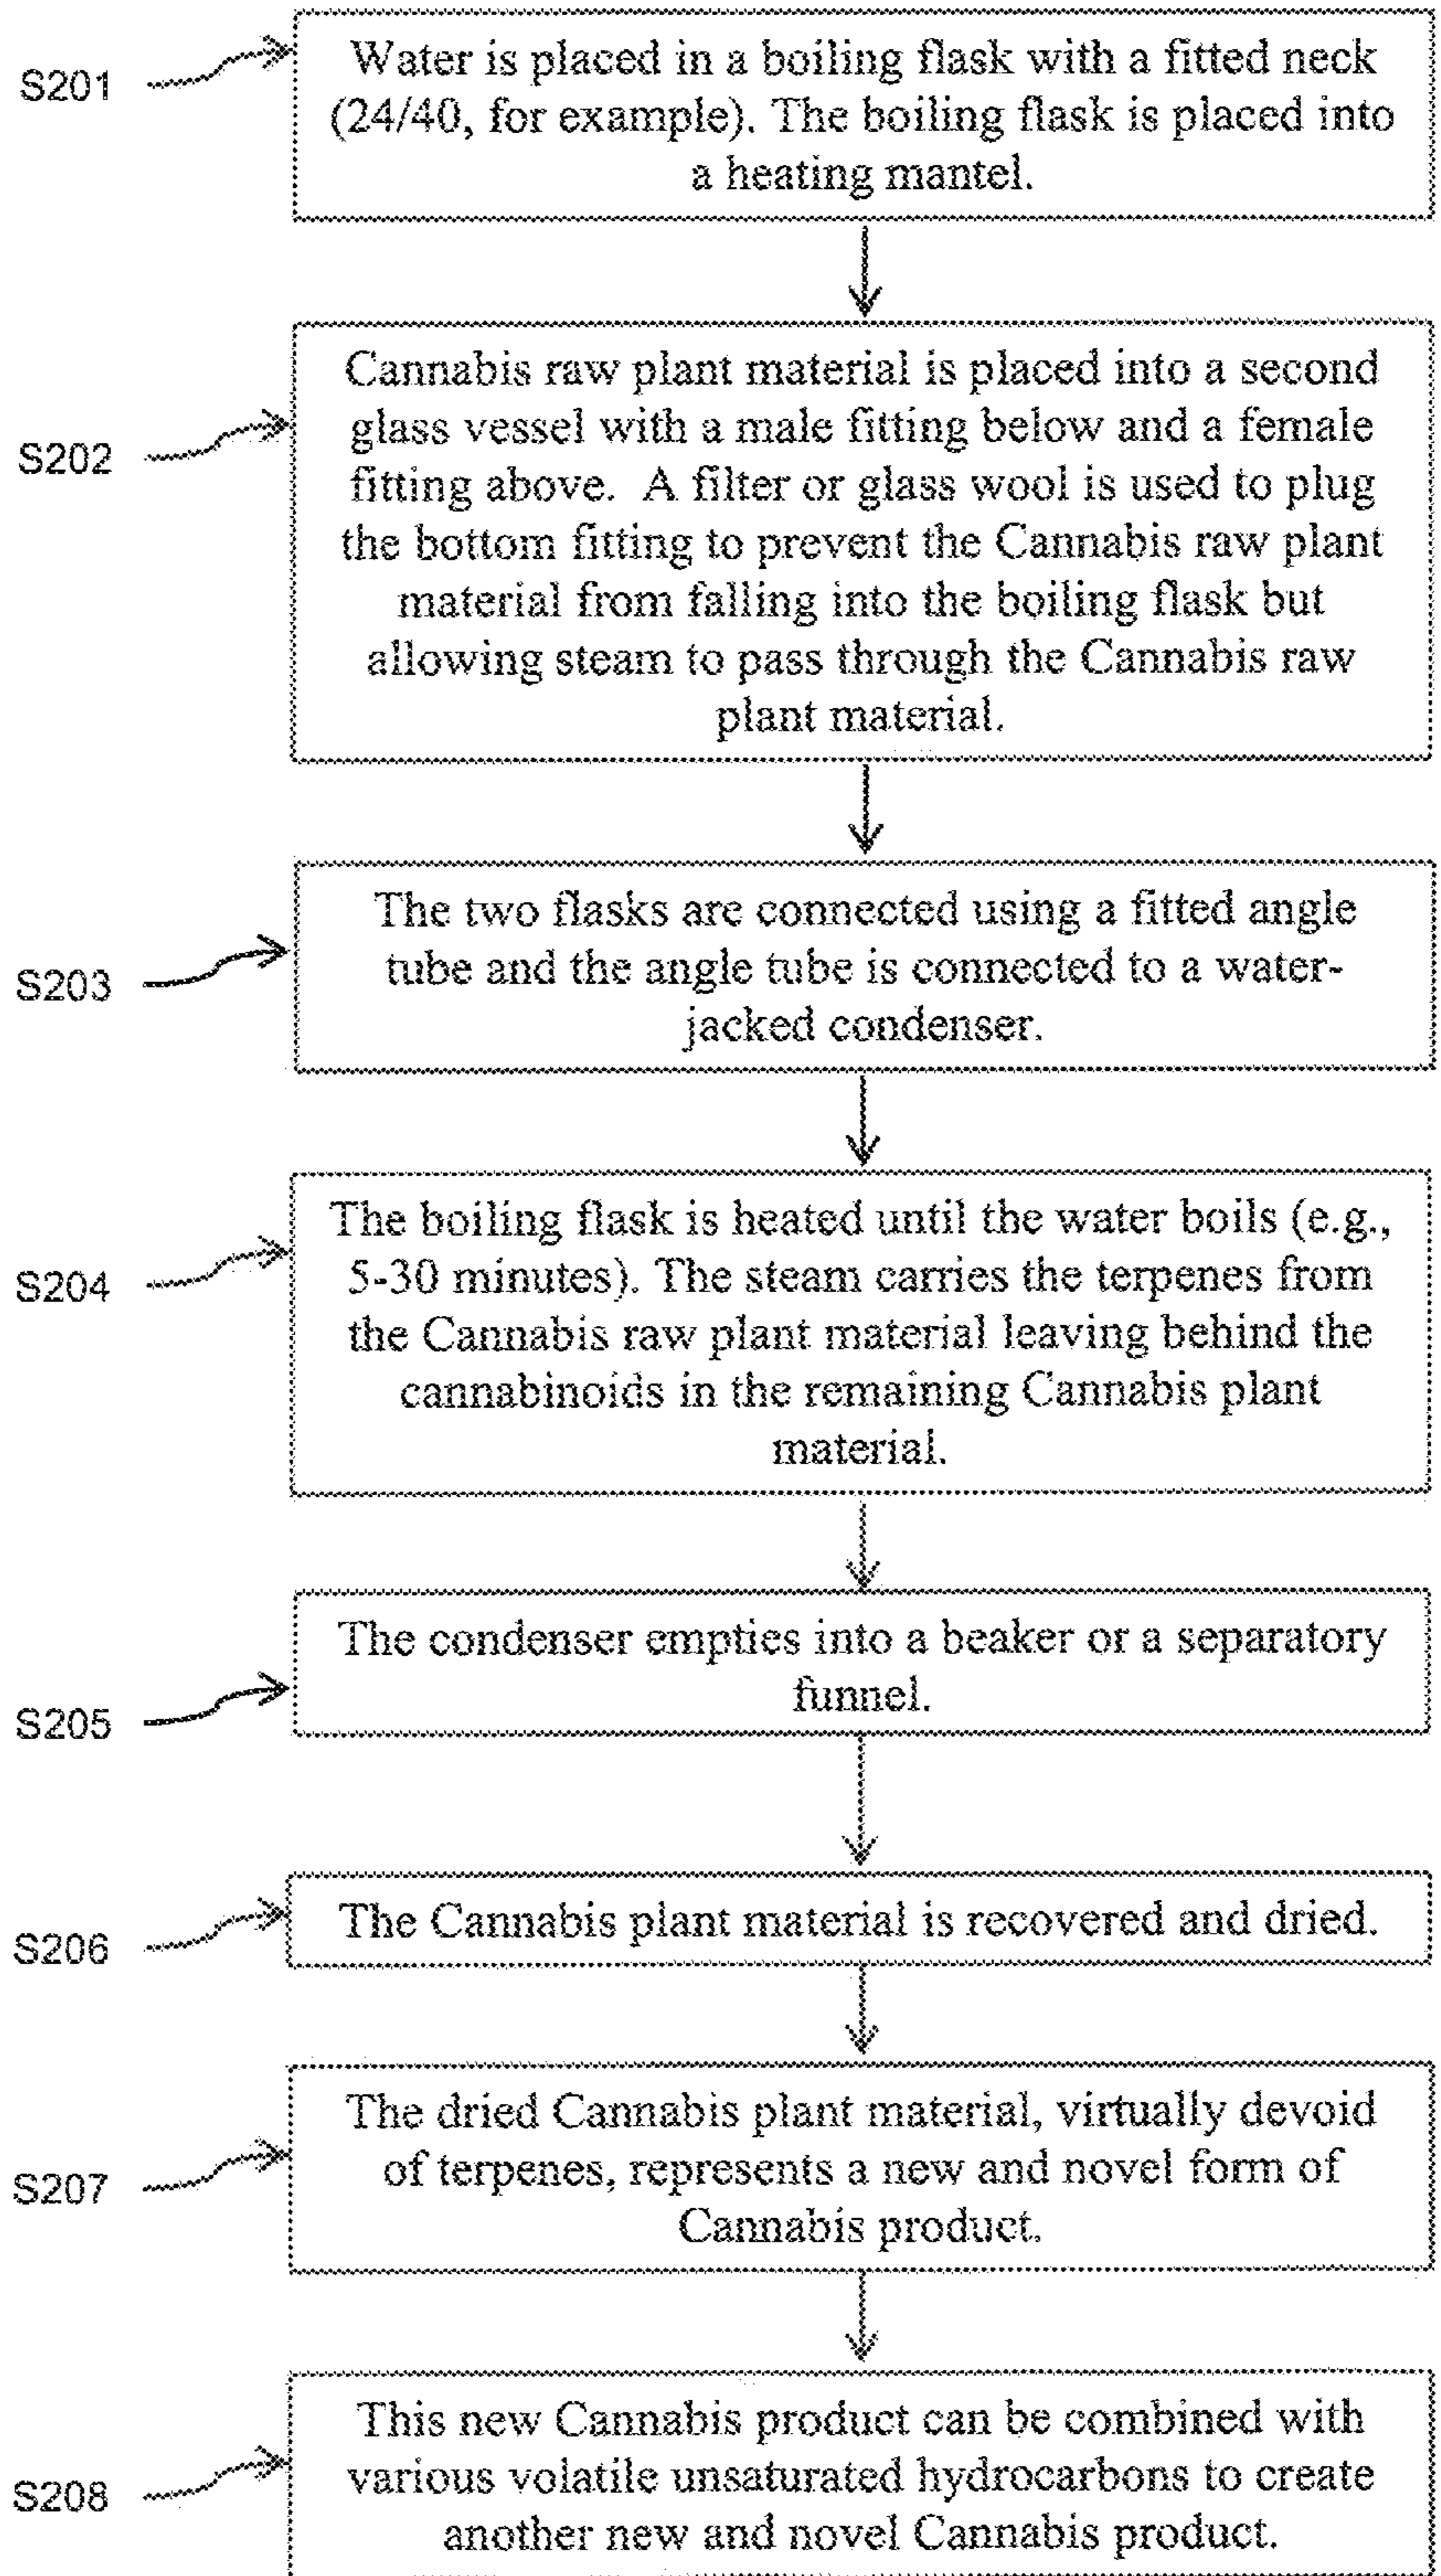 S201
Water is placed in a boiling flask with a fitted neck
(24/40, for example). The boiling flask is placed into
a heating mantel.
S202
Cannabis raw plant material is placed into a second
glass vessel with a male fitting below and a female
fitting above.  A filter or glass wool is used to plug
the bottom fitting to prevent the Cannabis raw plant
material from falling into the boiling flask but
allowing steam to pass through the Cannabis raw
plant material.
S203
The two flasks are connected using a fitted angle
tube and the angle tube is connected to a water-
jacked condenser.
S204
The boiling flask is heated until the water boils (e.g.,
5-30 minutes). The steam carries the terpenes from
the Cannabis raw plant material leaving behind the
cannabinoids in the remaining Cannabis plant
material.
S205
The condenser empties into a beaker or a separatory
funnel.
S206
The Cannabis plant material is recovered and dried.
S207
The dried Cannabis plant material, virtually devoid
of terpenes, represents a new and novel form of
Cannabis product.
S208
This new Cannabis product can be combined with
various volatile unsaturated hydrocarbons to create
another new and novel Cannabis product.